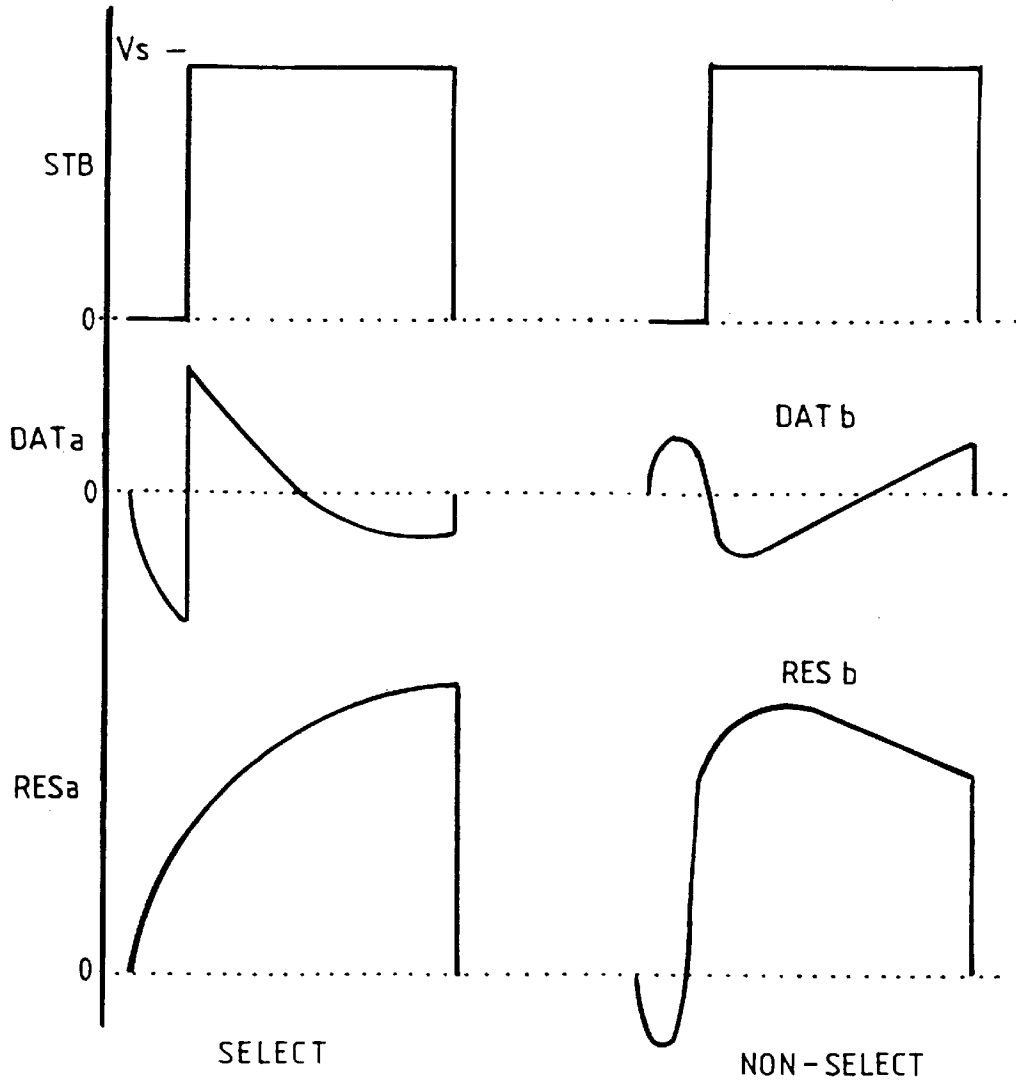 Vs –
STB
0
DATa
DAT b
0
RES b
RESa
0
SELECT
NON-SELECT